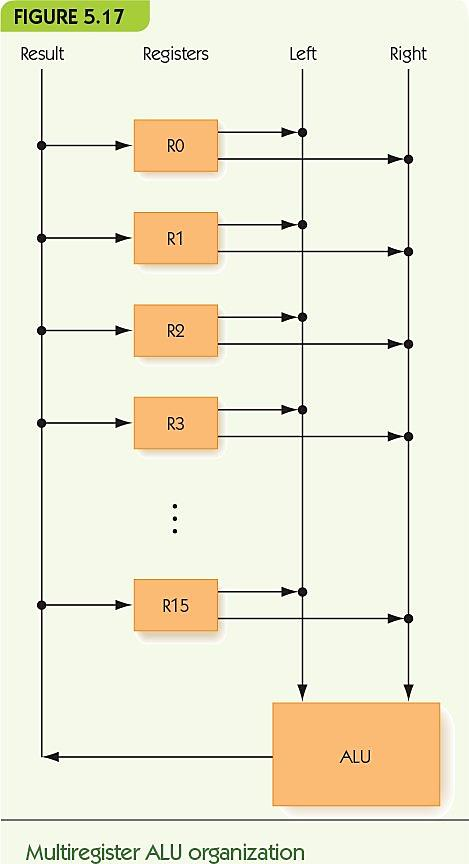 FIGURE 5.17
Result Registers Left Right
R0
R1
R2
R3
R15
ALU
Multiregister ALU organization